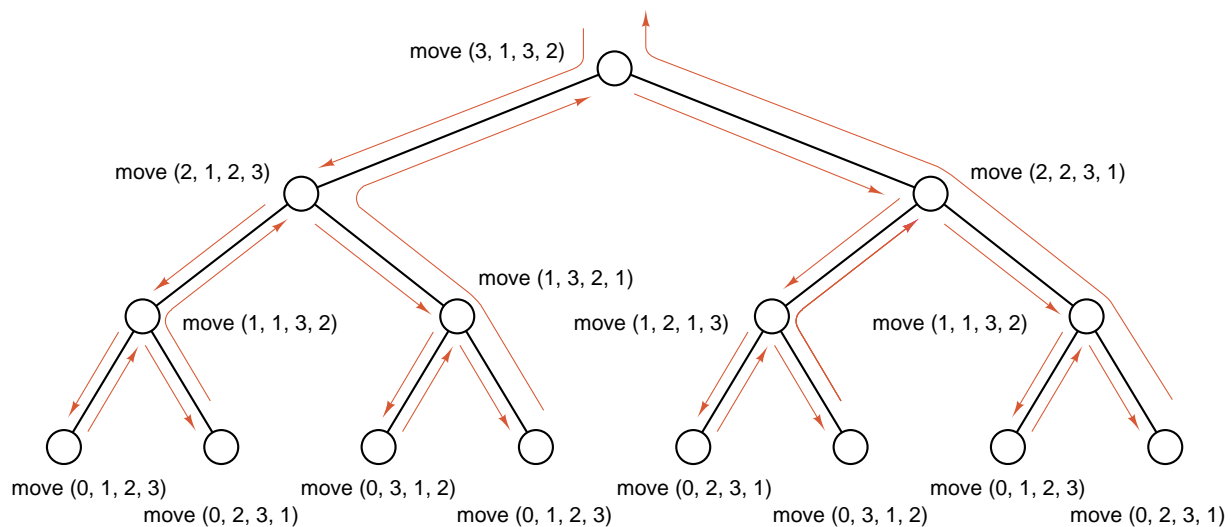 move (3, 1, 3, 2)
move (2, 1, 2, 3)
move (2, 2, 3, 1)
move (1, 3, 2, 1)
move (1, 1, 3, 2)
move (1, 2, 1, 3)
move (1, 1, 3, 2)
move (0, 1, 2, 3)
move (0, 3, 1, 2)
move (0, 2, 3, 1)
move (0, 1, 2, 3)
move (0, 2, 3, 1)
move (0, 1, 2, 3)
move (0, 3, 1, 2)
move (0, 2, 3, 1)